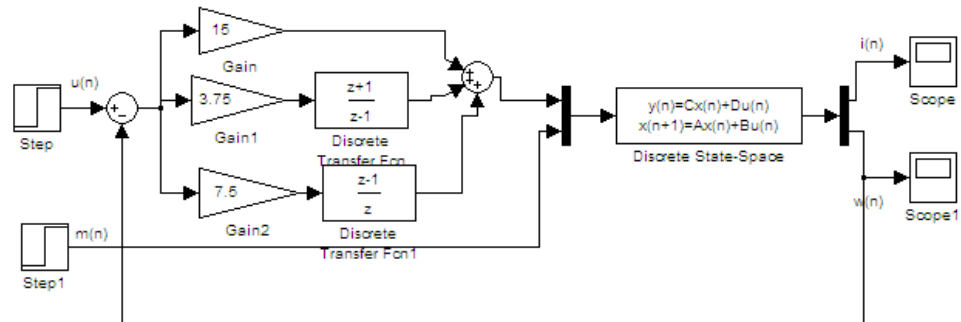 15
Gain
i(n)
Scope
u(n)
Step
3.75
Gain1
z+1
z-1
Discrete
Transfer Fcn
y(n)=Cx(n)+Du(n)
x(n+1)=Ax(n)+Bu(n)
Discrete State-Space
7.5
Gain2
z-1
z
Discrete
Transfer Fcn1
w(n)
Scope1
m(n)
Step1